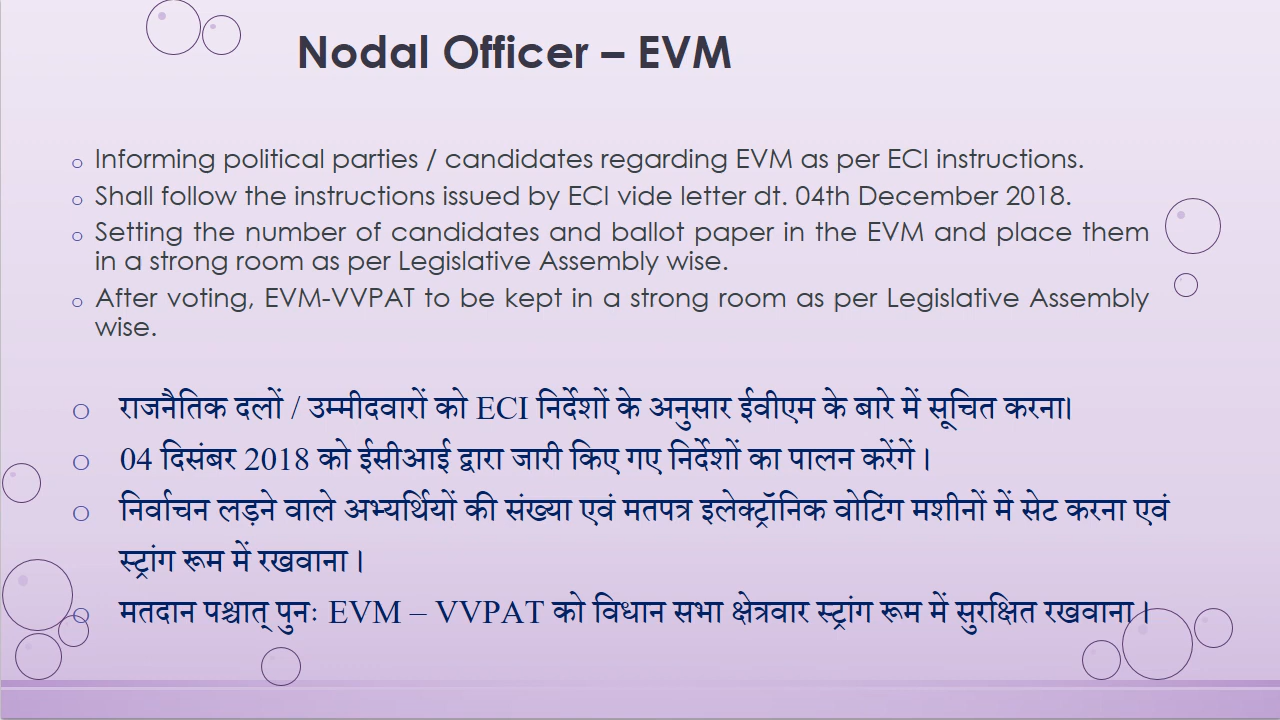 Nodal Officer – EVM
o Informing political parties / candidates regarding EVM as per ECI instructions.
o Shall follow the instructions issued by ECI vide letter dt. 04th December 2018.
o Setting the number of candidates and ballot paper in the EVM and place them
in a strong room as per Legislative Assembly wise.
o After voting, EVM-VVPAT to be kept in a strong room as per Legislative Assembly
wise.
o राजनैतिक दलों / उम्मीदवारों को ECI निर्देशों के अनुसार ईवीएम के बारे में सूचित करना।
o 04 दिसंबर 2018 को ईसीआई द्वारा जारी किए गए निर्देशों का पालन करेंगें।
o निर्वाचन लड़ने वाले अभ्यर्थियों की संख्या एवं मतपत्र इलेक्ट्रॉनिक वोटिंग मशीनों में सेट करना एवं
स्ट्रांग रूम में रखवाना।
o मतदान पश्चात् पुनः EVM – VVPAT को विधान सभा क्षेत्रवार स्ट्रांग रूम में सुरक्षित रखवाना।